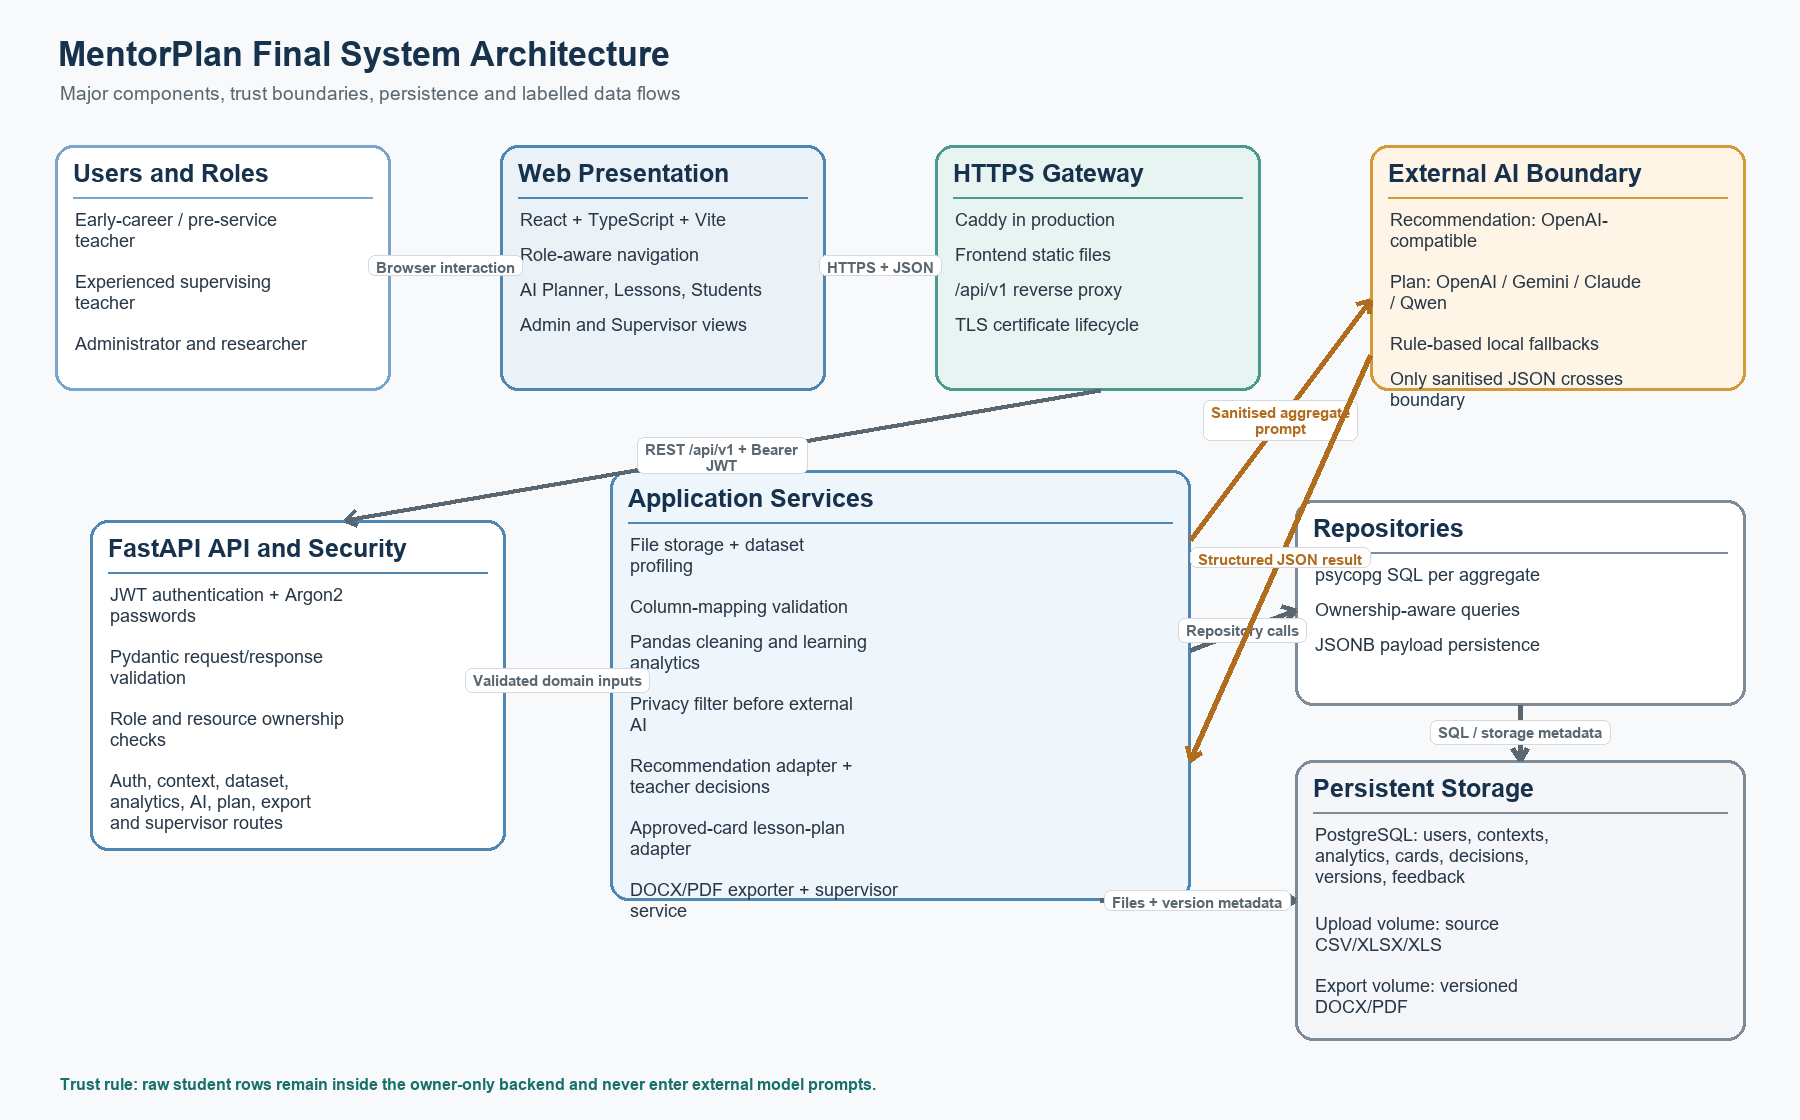 MentorPlan Final System Architecture
Major components, trust boundaries, persistence and labelled data flows
Users and Roles
Early-career / pre-service
teacher
Experienced supervising
teacher
Administrator and researcher
Browser interaction
Web Presentation
React + TypeScript + Vite
Role-aware navigation
AI Planner, Lessons, Students
Admin and Supervisor views
HTTPS + JSON
HTTPS Gateway
Caddy in production
Frontend static files
/api/v1 reverse proxy
TLS certificate lifecycle
External AI Boundary
Recommendation: OpenAI-
compatible
Plan: OpenAI / Gemini / Claude
/ Qwen
Rule-based local fallbacks
Only sanitised JSON crosses
boundary
Sanitised aggregate
prompt
REST /api/v1 + Bearer
JWT
FastAPI API and Security
JWT authentication + Argon2
passwords
Pydantic request/response
validation
Role and resource ownership
checks
Auth, context, dataset,
analytics, AI, plan, export
and supervisor routes
Validated domain inputs
Application Services
File storage + dataset
profiling
Column-mapping validation
Pandas cleaning and learning
analytics
Privacy filter before external
AI
Recommendation adapter +
teacher decisions
Approved-card lesson-plan
adapter
DOCX/PDF exporter + supervisor
service
Structured JSON result
Repository calls
Repositories
psycopg SQL per aggregate
Ownership-aware queries
JSONB payload persistence
SQL / storage metadata
Files + version metadata
Persistent Storage
PostgreSQL: users, contexts,
analytics, cards, decisions,
versions, feedback
Upload volume: source
CSV/XLSX/XLS
Export volume: versioned
DOCX/PDF
Trust rule: raw student rows remain inside the owner-only backend and never enter external model prompts.